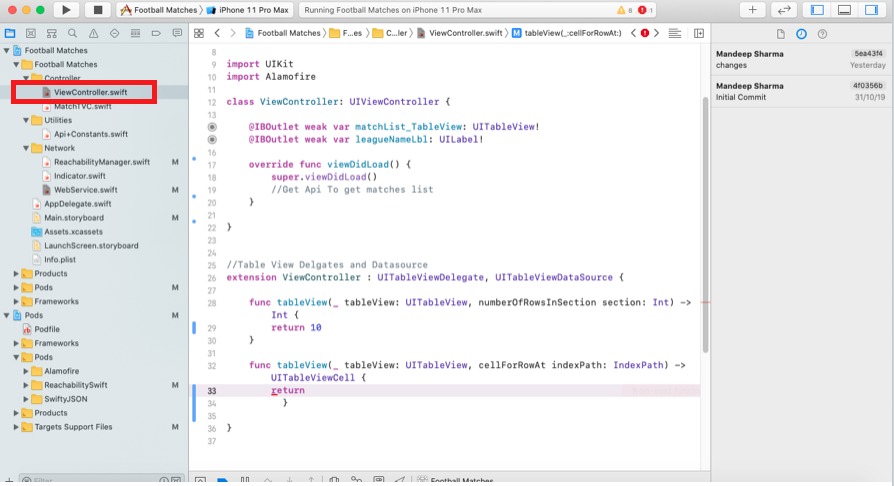 Football Matches
iPhone 11 Pro Max
Running Football Matches on iPhone 11 Pro Max
8
1
Football Matches
F...es
C...ler
ViewController.swift
M tableView(_:cellForRowAt:)
Football Matches
Football Matches
Controller
ViewController.swift
MatchTVC.swift
Utilities
Api+Constants.swift
Network
ReachabilityManager.swift M
Indicator.swift
WebService.swift M
AppDelegate.swift
Main.storyboard M
Assets.xcassets
LaunchScreen.storyboard
Info.plist
Products
Pods M
Frameworks
Pods M
Podfile
Frameworks
Pods
Alamofire
ReachabilitySwift M
SwiftyJSON
Products
Targets Support Files M
Filter
8
9 import UIKit
10 import Alamofire
11
12 class ViewController: UIViewController {
13
@IBOutlet weak var matchList_TableView: UITableView!
@IBOutlet weak var leagueNameLbl: UILabel!
16
17 override func viewDidLoad() {
18 super.viewDidLoad()
19 //Get Api To get matches list
20 }
21
22 }
23
24
25 //Table View Delgates and Datasource
26 extension ViewController : UITableViewDelegate, UITableViewDataSource {
27
28 func tableView(_ tableView: UITableView, numberOfRowsInSection section: Int) ->
Int {
29 return 10
30 }
31
32 func tableView(_ tableView: UITableView, cellForRowAt indexPath: IndexPath) ->
UITableViewCell {
33 return
34 }
35
36 }
37
Football Matches
Mandeep Sharma 5ea43f4
changes Yesterday
Mandeep Sharma 4f0356b
Initial Commit 31/10/19